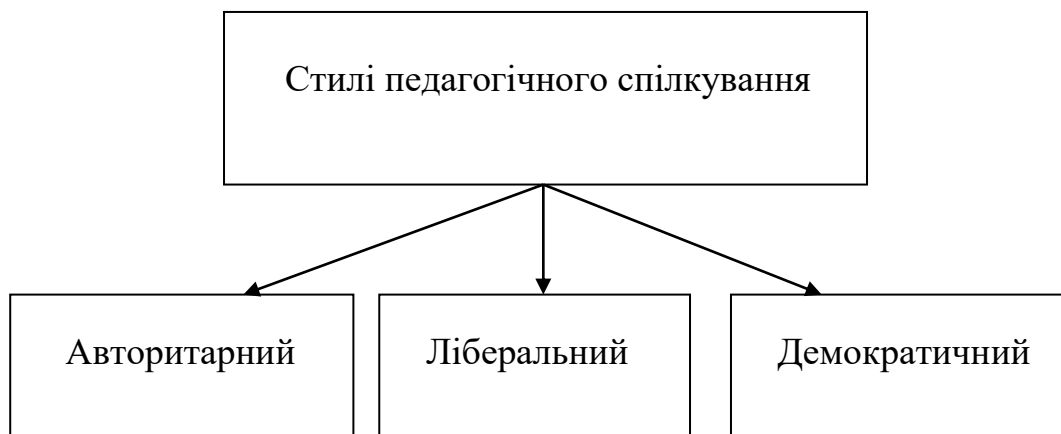 Стилі педагогічного спілкування
Авторитарний
Ліберальний
Демократичний